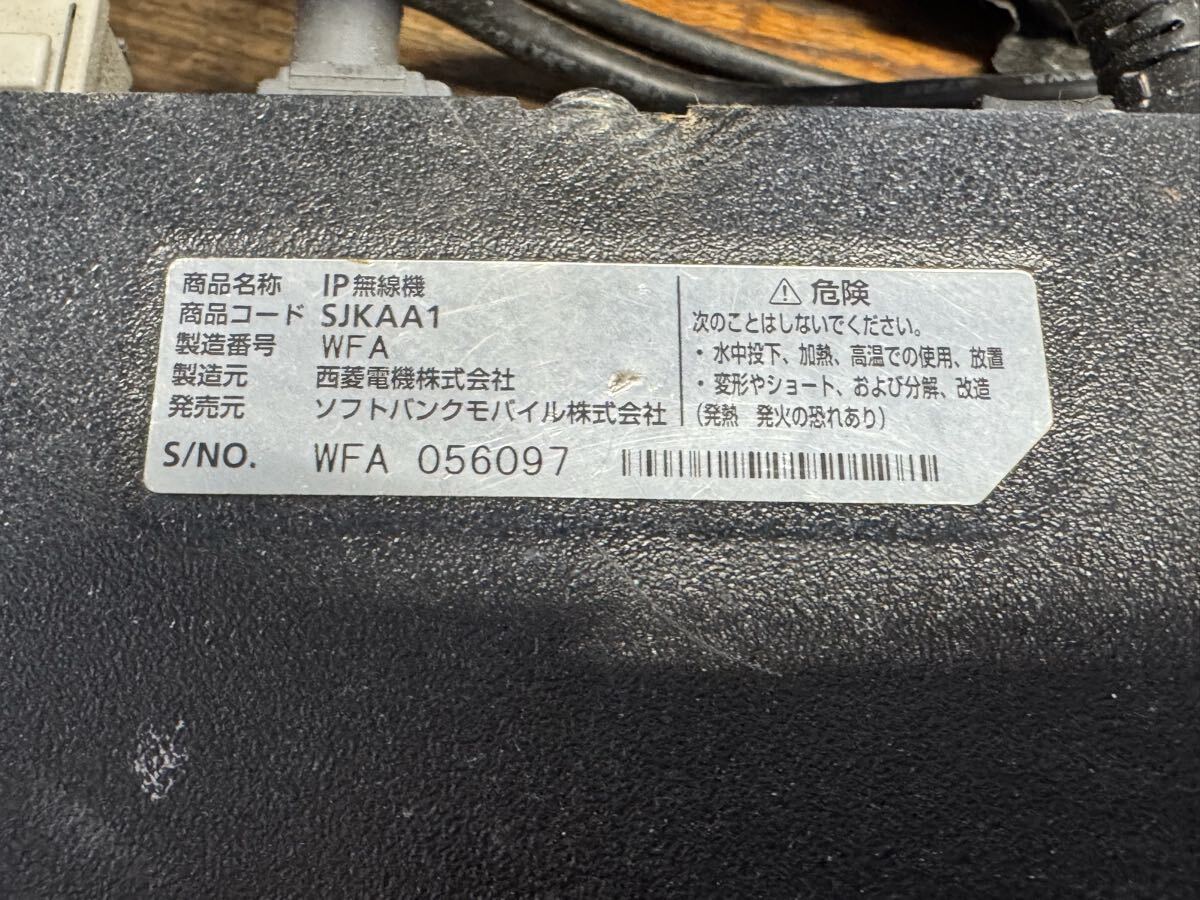 商品名称 IP無線機
商品コード SJKAA1
製造番号 WFA
製造元 西菱電機株式会社
発売元 ソフトバンクモバイル株式会社
S/NO. WFA 056097
⚠ 危険
次のことはしないでください。
・水中投下、加熱、高温での使用、放置
・変形やショート、および分解、改造
(発熱 発火の恐れあり)